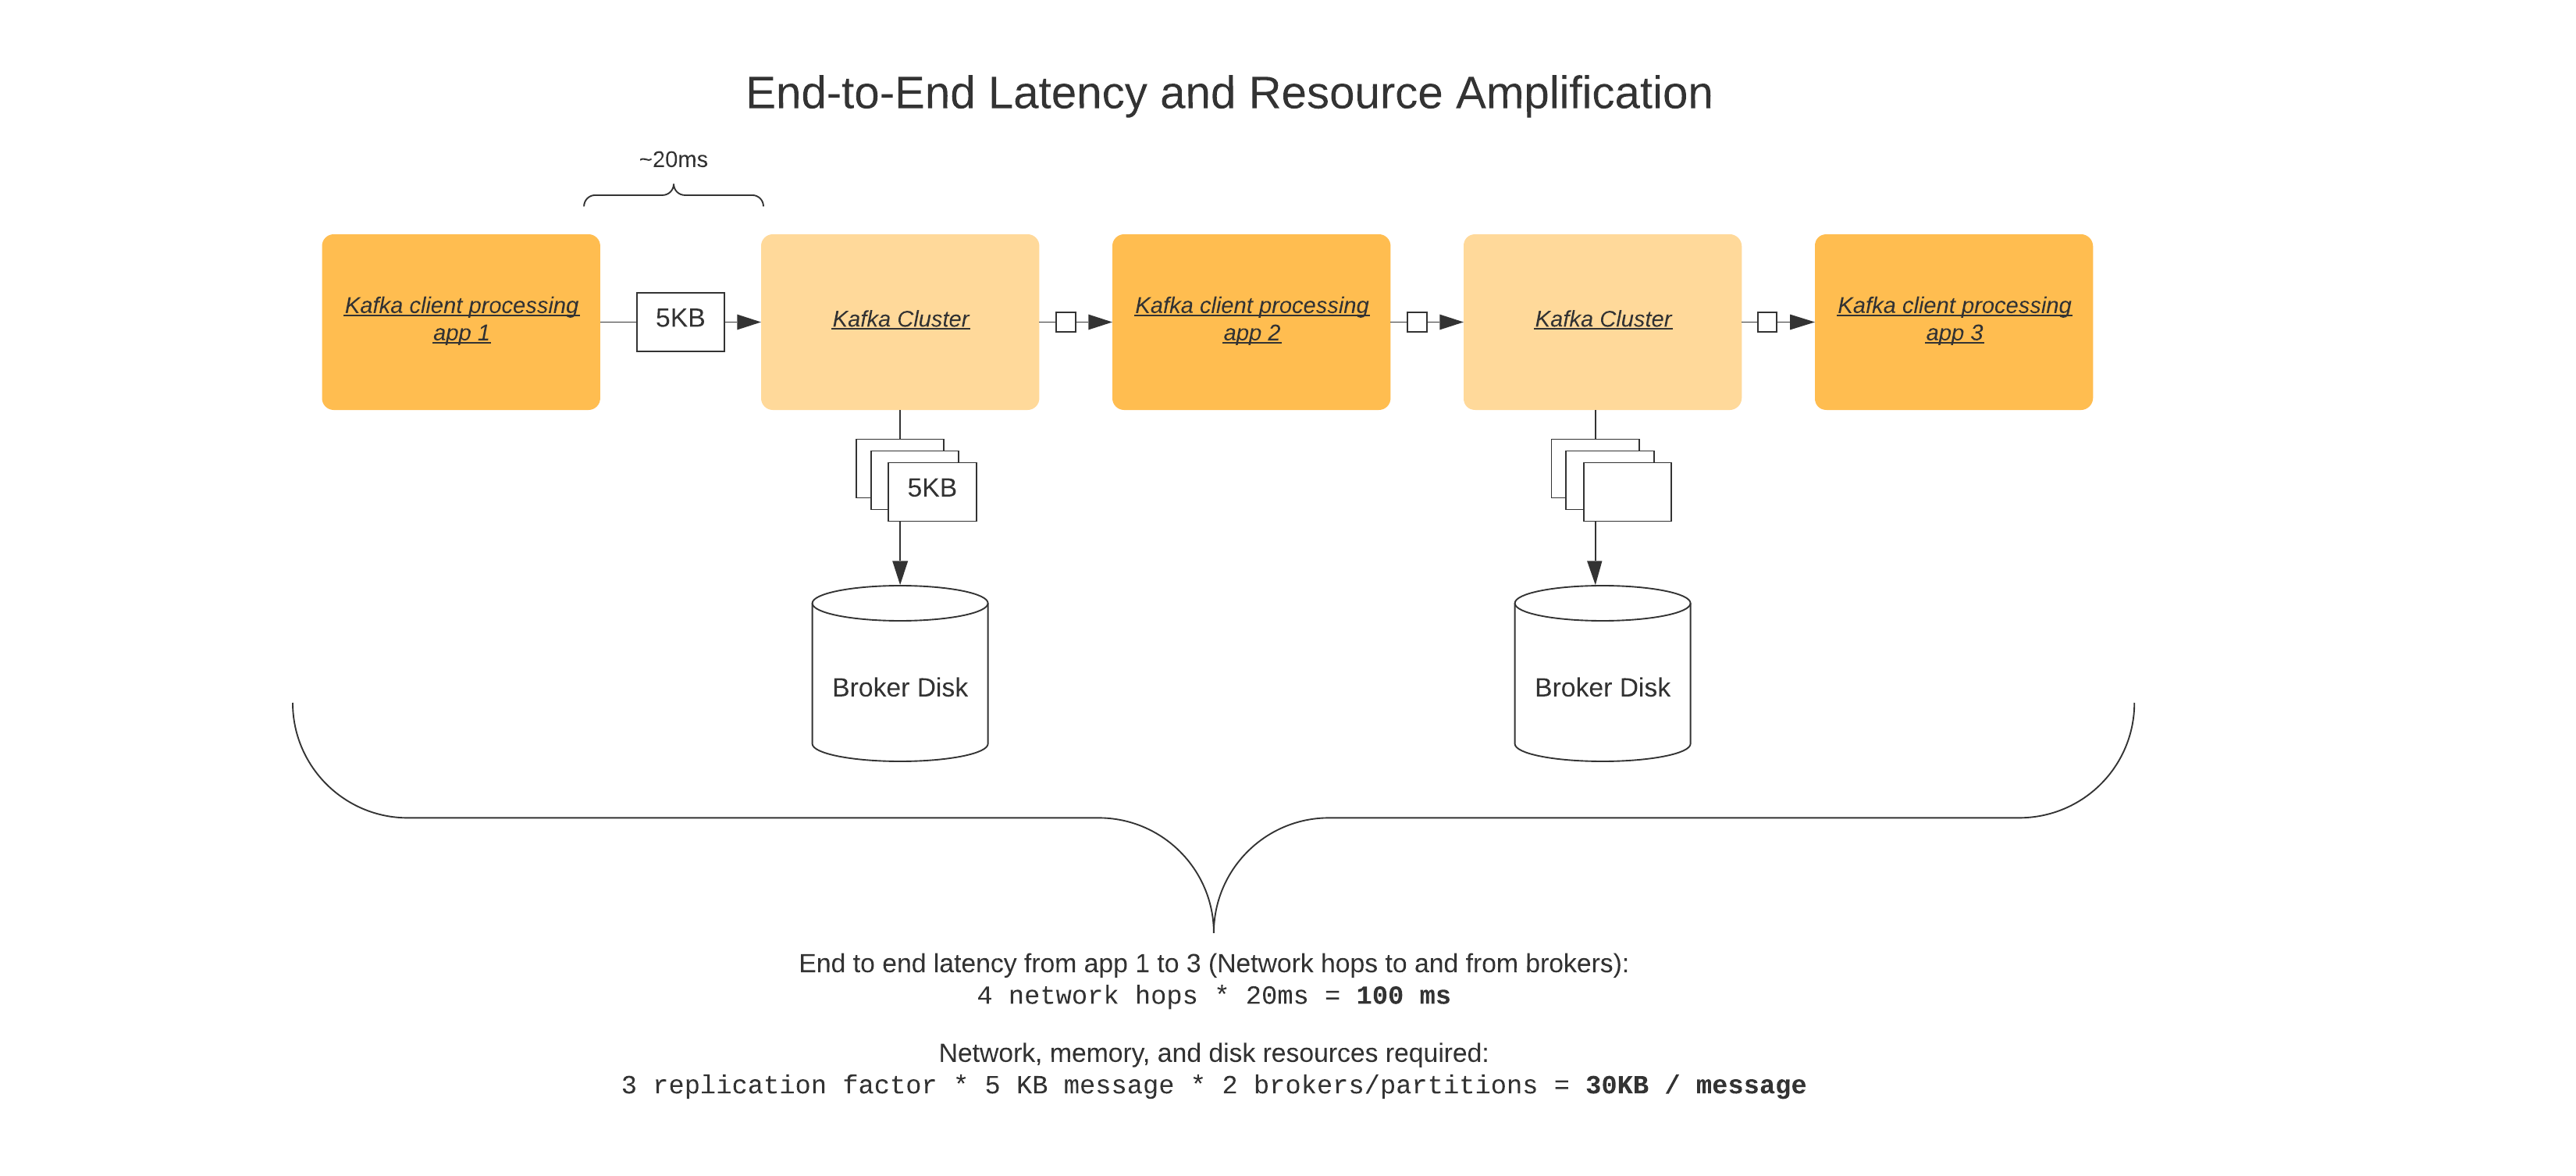 End-to-End Latency and Resource Amplification
~20ms
Kafka client processing
app 1
5KB
Kafka Cluster
Kafka client processing
app 2
Kafka Cluster
Kafka client processing
app 3
5KB
Broker Disk
Broker Disk
End to end latency from app 1 to 3 (Network hops to and from brokers):
4 network hops * 20ms = 100 ms
Network, memory, and disk resources required:
3 replication factor * 5 KB message * 2 brokers/partitions = 30KB / message